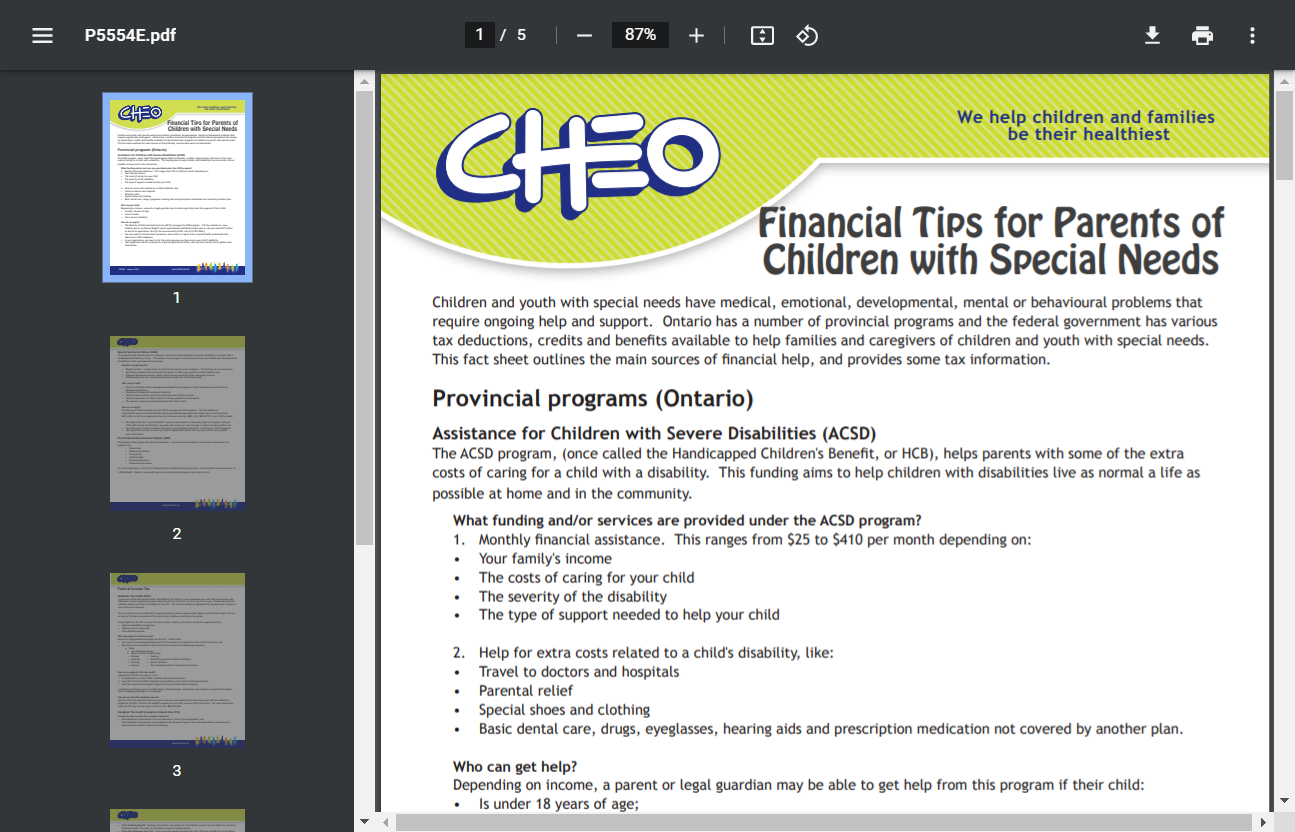 P5554E.pdf
1 / 5
87%
CHEO
We help children and families
be their healthiest
Financial Tips for Parents of
Children with Special Needs
Children and youth with special needs have medical, emotional, developmental, mental or behavioural problems that
require ongoing help and support. Ontario has a number of provincial programs and the federal government has various
tax deductions, credits and benefits available to help families and caregivers of children and youth with special needs.
This fact sheet outlines the main sources of financial help, and provides some tax information.
Provincial programs (Ontario)
Assistance for Children with Severe Disabilities (ACSD)
The ACSD program, (once called the Handicapped Children's Benefit, or HCB), helps parents with some of the extra
costs of caring for a child with a disability. This funding aims to help children with disabilities live as normal a life as
possible at home and in the community.
What funding and/or services are provided under the ACSD program?
1. Monthly financial assistance. This ranges from $25 to $410 per month depending on:
• Your family's income
• The costs of caring for your child
• The severity of the disability
• The type of support needed to help your child
2. Help for extra costs related to a child's disability, like:
• Travel to doctors and hospitals
• Parental relief
• Special shoes and clothing
• Basic dental care, drugs, eyeglasses, hearing aids and prescription medication not covered by another plan.
Who can get help?
Depending on income, a parent or legal guardian may be able to get help from this program if their child:
• Is under 18 years of age;
CHEO
Financial Tips for Parents of
Children with Special Needs
1
2
3